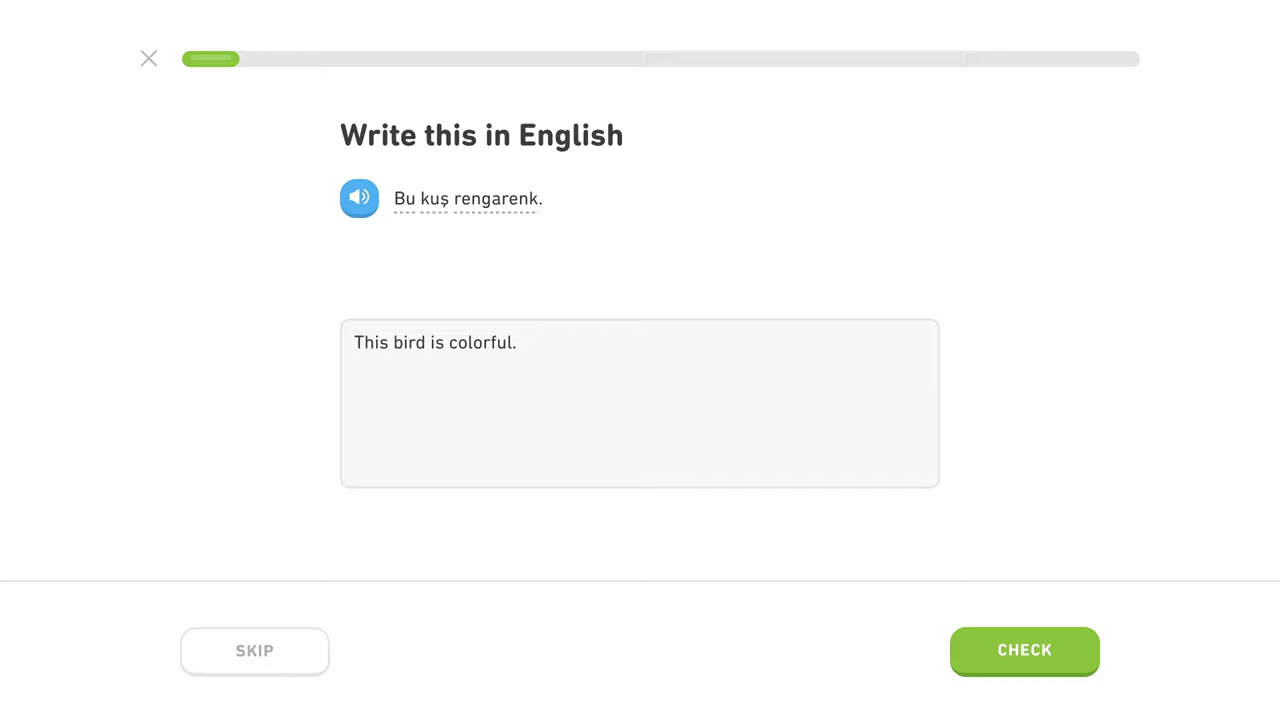 Write this in English
Bu kuş rengarenk.
This bird is colorful.
SKIP
CHECK